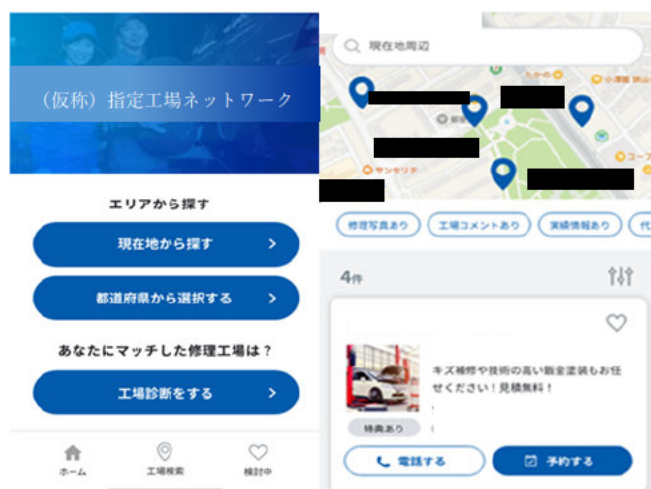 （仮称）指定工場ネットワーク
エリアから探す
現在地から探す
都道府県から選択する
あなたにマッチした修理工場は？
工場診断をする
ホーム
工場検索
検討中
現在地周辺
サンセリテ
修理写真あり
工場コメントあり
実績情報あり
代
4件
キズ補修や技術の高い鈑金塗装もお任
せください！見積無料！
特典あり
電話する
予約する